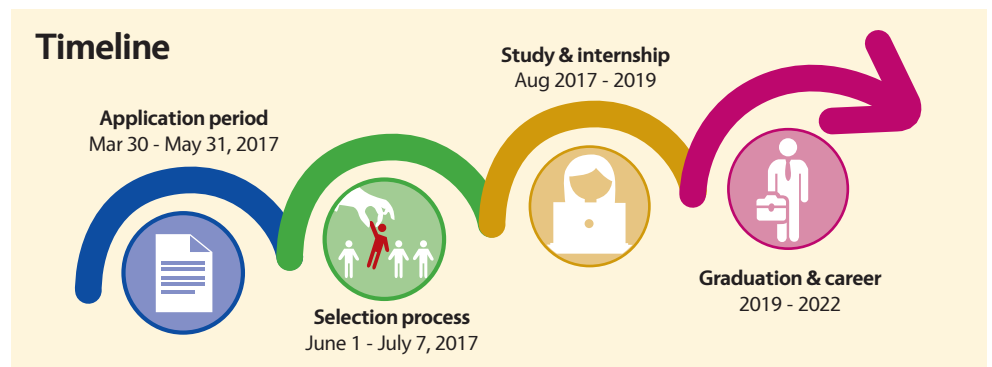 Timeline
Application period
Mar 30 - May 31, 2017
Selection process
June 1 - July 7, 2017
Study & internship
Aug 2017 - 2019
Graduation & career
2019 - 2022